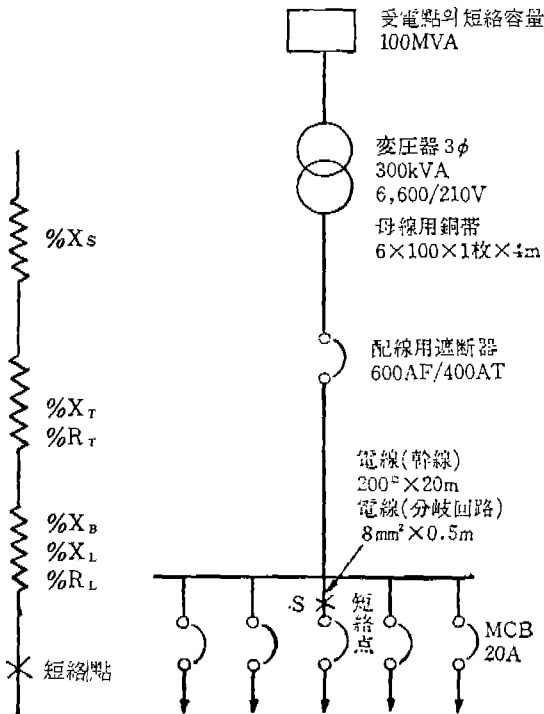 受電點의短絡容量
100MVA
変圧器 3φ
300kVA
6,600/210V
母線用銅帯
6×100×1枚×4m
配線用遮断器
600AF/400AT
電線(幹線)
200□×20m
電線(分岐回路)
8mm²×0.5m
S
短絡点
MCB
20A
%Xs
%XT
%RT
%XB
%XL
%RL
短絡點